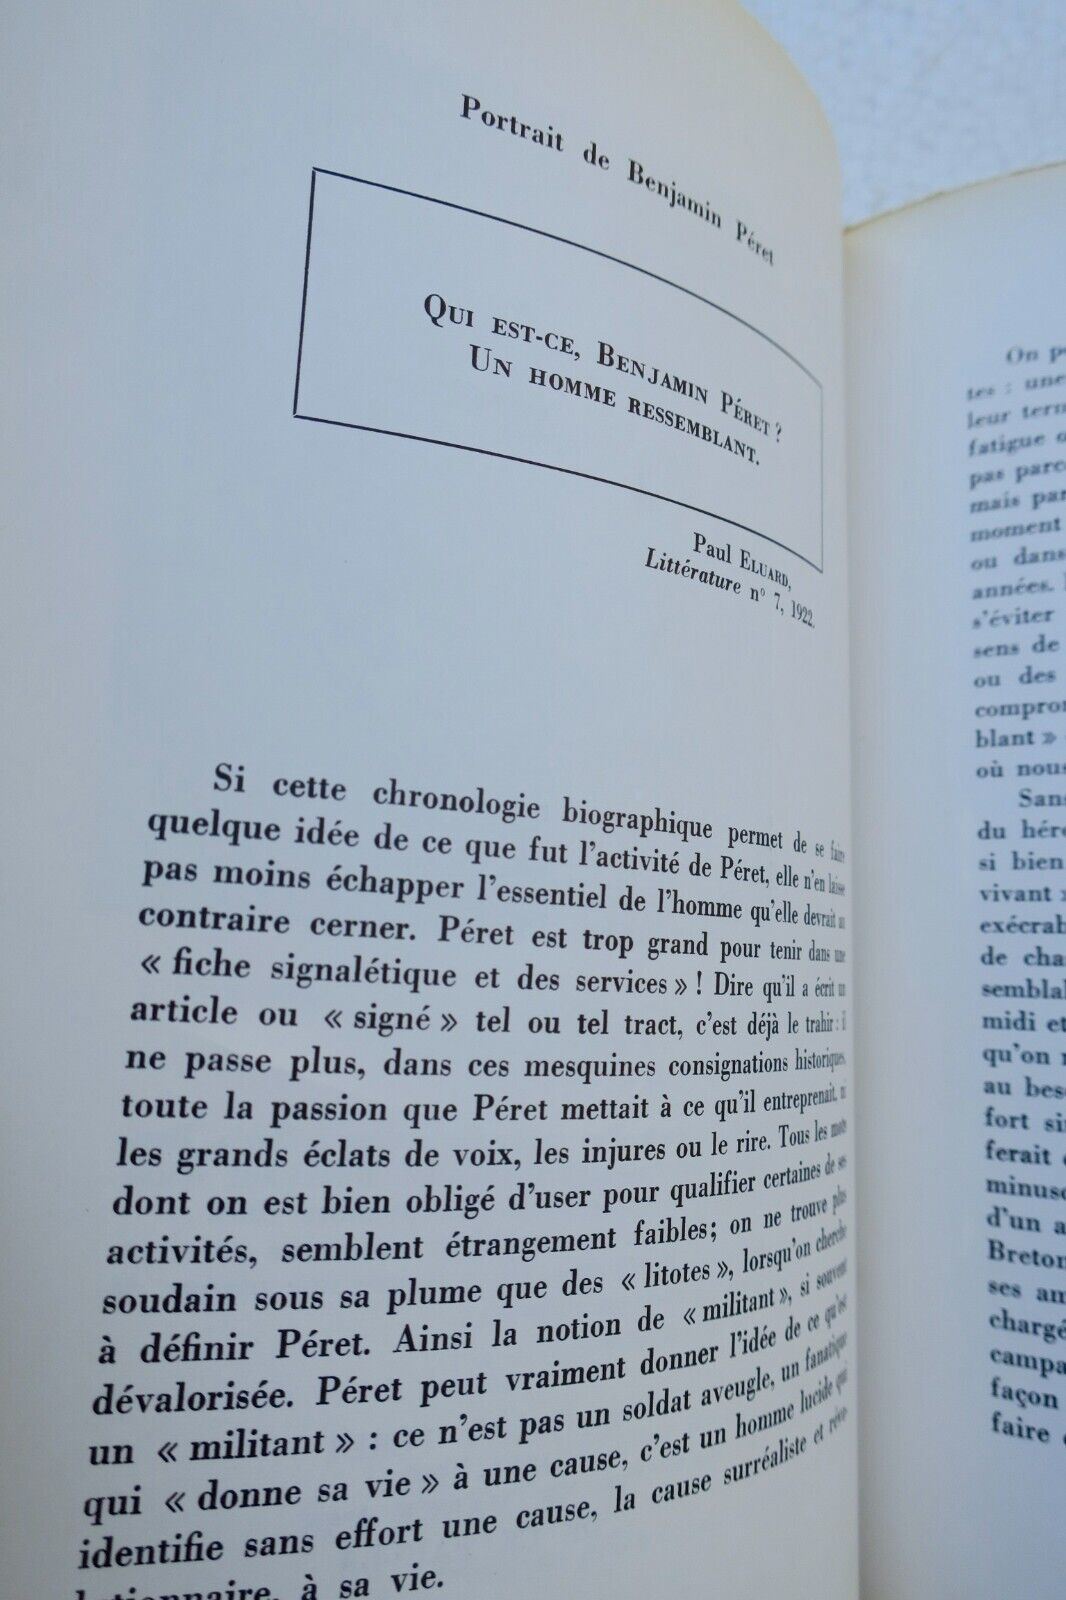 Portrait de Benjamin Péret
QUI EST-CE, BENJAMIN PÉRET ?
UN HOMME RESSEMBLANT.
Paul ELUARD,
Littérature n° 7, 1922.
Si cette chronologie biographique permet de se faire
quelque idée de ce que fut l'activité de Péret, elle n'en laisse
pas moins échapper l'essentiel de l'homme qu'elle devrait au
contraire cerner. Péret est trop grand pour tenir dans une
« fiche signalétique et des services » ! Dire qu'il a écrit un
article ou « signé » tel ou tel tract, c'est déjà le trahir : il
ne passe plus, dans ces mesquines consignations historiques,
toute la passion que Péret mettait à ce qu'il entreprenait, ni
les grands éclats de voix, les injures ou le rire. Tous les mots
dont on est bien obligé d'user pour qualifier certaines de ses
activités, semblent étrangement faibles ; on ne trouve plus
soudain sous sa plume que des « litotes », lorsqu'on cherche
à définir Péret. Ainsi la notion de « militant », si souvent
dévalorisée. Péret peut vraiment donner l'idée de ce qu'est
un « militant » : ce n'est pas un soldat aveugle, un fanatique
qui « donne sa vie » à une cause, c'est un homme lucide qui
identifie sans effort une cause, la cause surréaliste et révo-
lutionnaire, à sa vie.
On p
tes : une
leur term
fatigue o
pas parc
mais par
moment
ou dans
années.
s'éviter
sens de
ou des
compro
blant »
où nous
Sans
du hér
si bien
vivant »
exécrab
de cha
semblal
midi et
qu'on
au bes
fort si
ferait
minusc
d'un a
Breton
ses am
chargé
campa
façon
faire